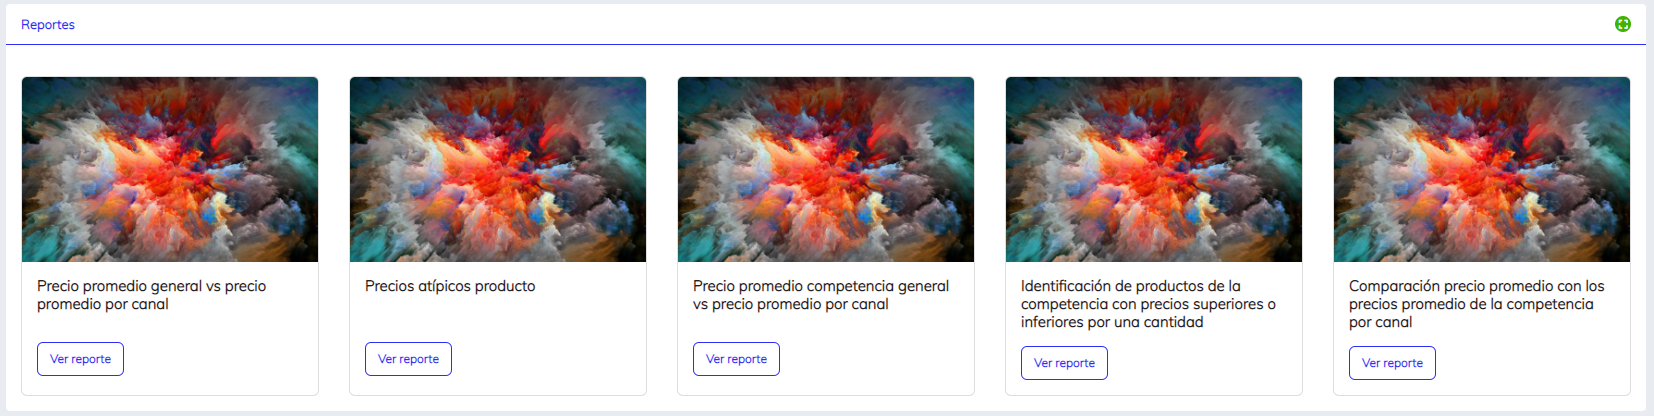 Reportes
Precio promedio general vs precio
promedio por canal
Ver reporte
Precios atípicos producto
Ver reporte
Precio promedio competencia general
vs precio promedio por canal
Ver reporte
Identificación de productos de la
competencia con precios superiores o
inferiores por una cantidad
Ver reporte
Comparación precio promedio con los
precios promedio de la competencia
por canal
Ver reporte